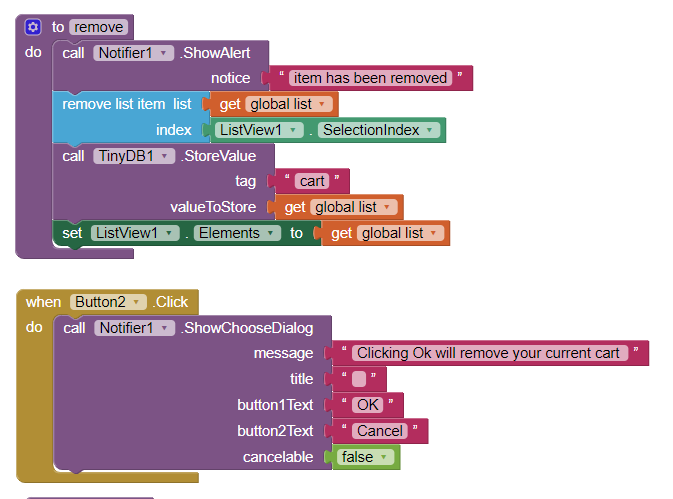 to remove
do call Notifier1 .ShowAlert
notice “ item has been removed ”
remove list item list get global list
index ListView1 . SelectionIndex
call TinyDB1 .StoreValue
tag “ cart ”
valueToStore get global list
set ListView1 . Elements to get global list
when Button2 .Click
do call Notifier1 .ShowChooseDialog
message “ Clicking Ok will remove your current cart ”
title “ ”
button1Text “ OK ”
button2Text “ Cancel ”
cancelable false